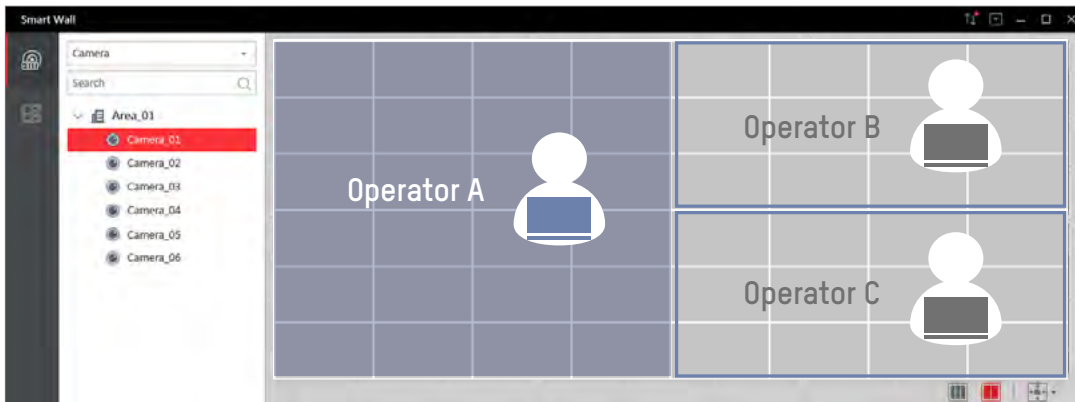 Smart Wall
Camera
Search
Area_01
Camera_01
Camera_02
Camera_03
Camera_04
Camera_05
Camera_06
Operator A
Operator B
Operator C